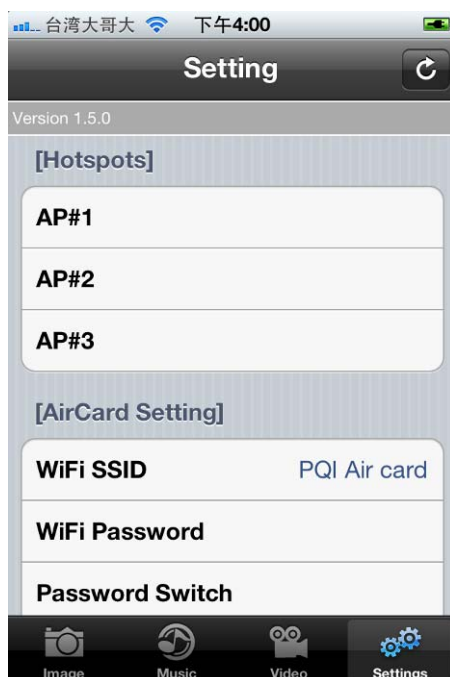 台湾大哥大 下午4:00
Setting
Version 1.5.0
[Hotspots]
AP#1
AP#2
AP#3
[AirCard Setting]
WiFi SSID PQI Air card
WiFi Password
Password Switch
Image Music Video Settings